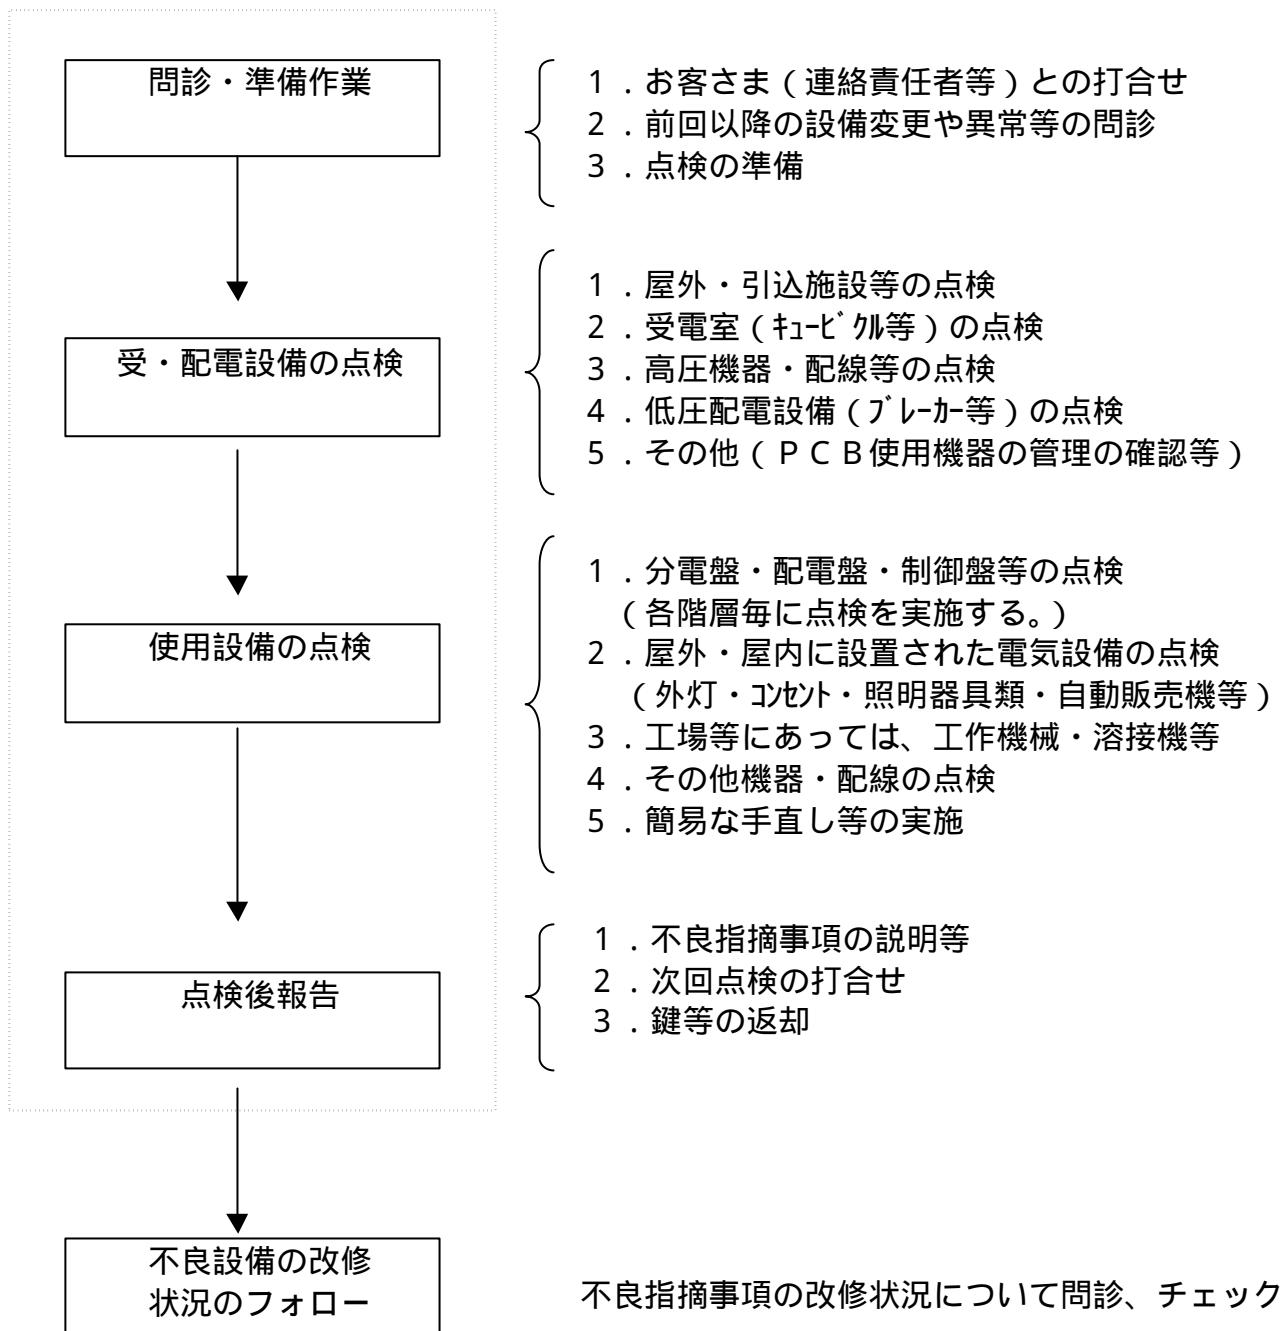 問診・準備作業
１．お客さま（連絡責任者等）との打合せ
２．前回以降の設備変更や異常等の問診
３．点検の準備
受・配電設備の点検
１．屋外・引込施設等の点検
２．受電室（ｷｭｰﾋﾞｸﾙ等）の点検
３．高圧機器・配線等の点検
４．低圧配電設備（ﾌﾞﾚｰｶｰ等）の点検
５．その他（ＰＣＢ使用機器の管理の確認等）
使用設備の点検
１．分電盤・配電盤・制御盤等の点検
（各階層毎に点検を実施する。）
２．屋外・屋内に設置された電気設備の点検
（外灯・ｺﾝｾﾝﾄ・照明器具類・自動販売機等）
３．工場等にあっては、工作機械・溶接機等
４．その他機器・配線の点検
５．簡易な手直し等の実施
点検後報告
１．不良指摘事項の説明等
２．次回点検の打合せ
３．鍵等の返却
不良設備の改修
状況のフォロー
不良指摘事項の改修状況について問診、チェック